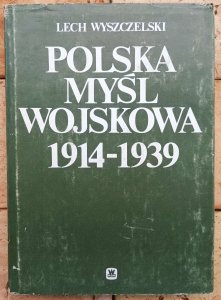 LECH WYSZCZELSKI
POLSKA
MYŚL
WOJSKOWA
1914-1939